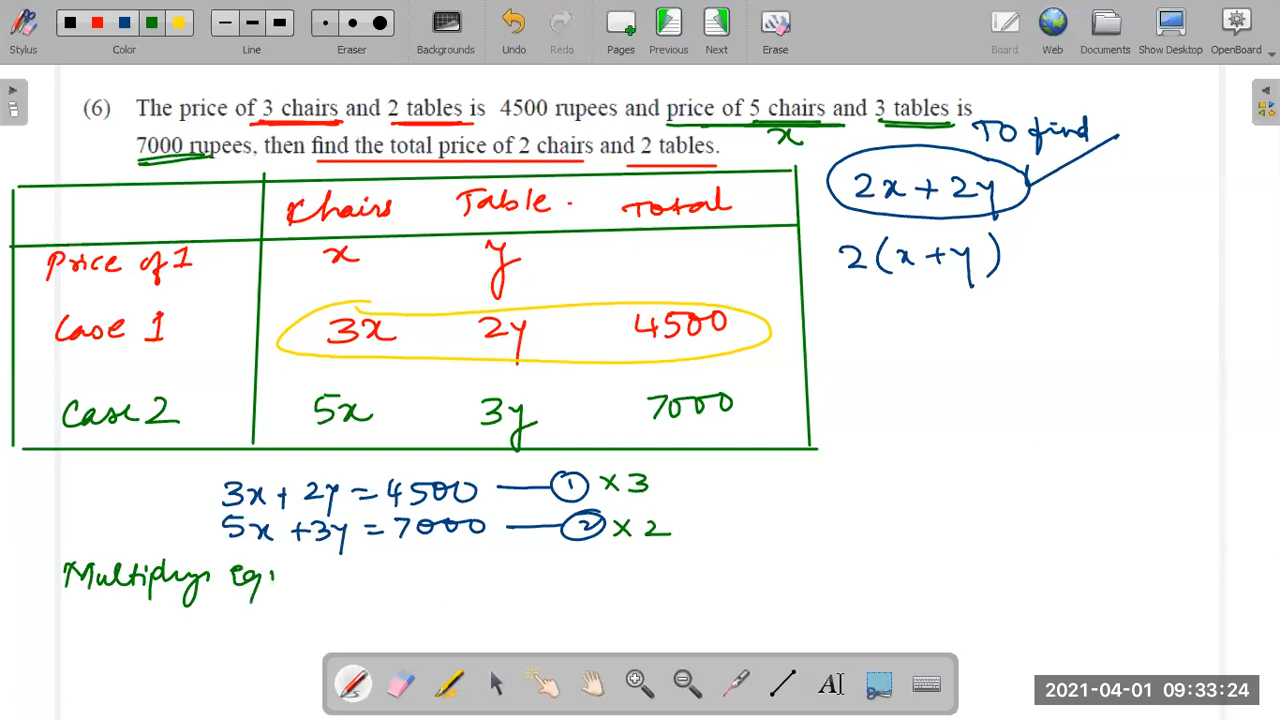 Stylus Color Line Eraser Backgrounds Undo Redo Pages Previous Next Erase Board Web Documents Show Desktop OpenBoard
(6) The price of 3 chairs and 2 tables is 4500 rupees and price of 5 chairs and 3 tables is
x To find
7000 rupees, then find the total price of 2 chairs and 2 tables.
2x + 2y
Chairs Table. Total
2(x+y)
Price of 1 x y
Case 1 3x 2y 4500
Case 2 5x 3y 7000
3x + 2y = 4500 — 1 × 3
5x + 3y = 7000 — 2 × 2
Multiply eq:
2021-04-01 09:33:24